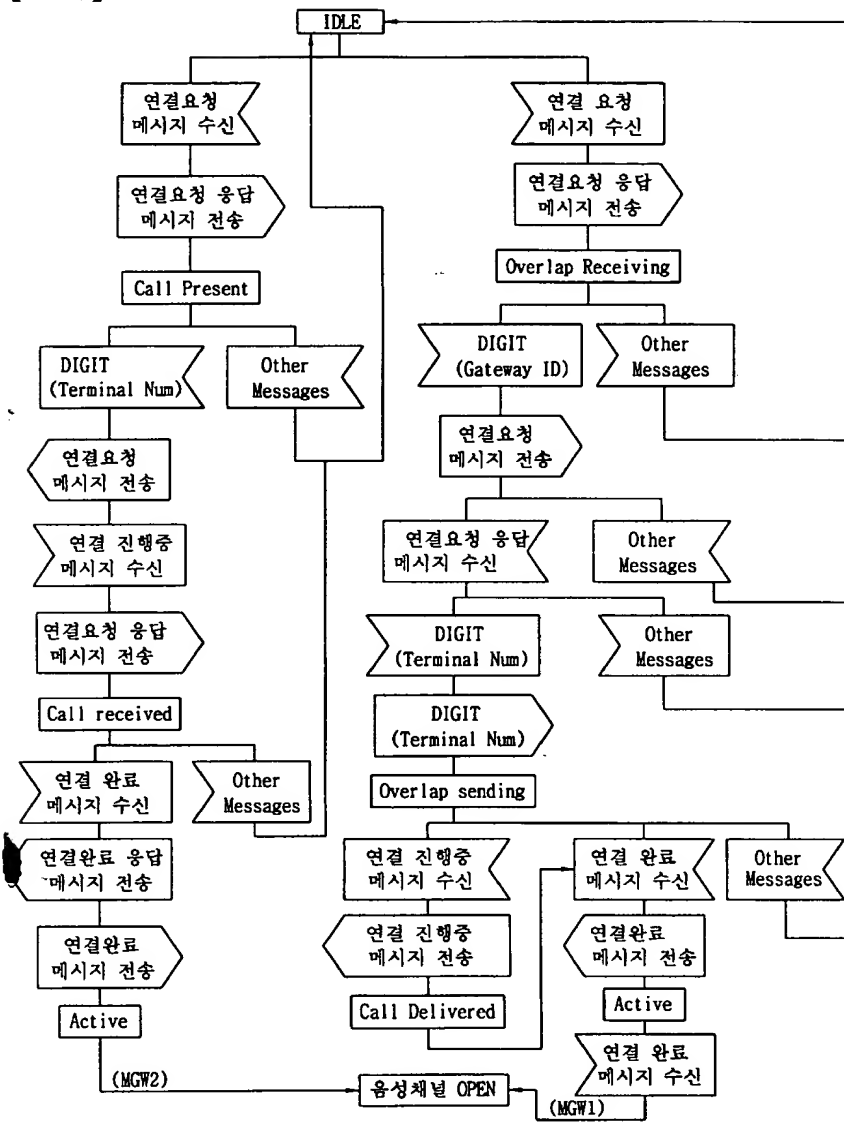 IDLE
연결요청
메시지 수신
연결요청 응답
메시지 전송
Call Present
DIGIT
(Terminal Num)
Other
Messages
연결요청
메시지 전송
연결 진행중
메시지 수신
연결요청 응답
메시지 전송
Call received
연결 완료
메시지 수신
Other
Messages
연결완료 응답
메시지 전송
연결완료
메시지 전송
Active
(MGW2)
연결 요청
메시지 수신
연결요청 응답
메시지 전송
Overlap Receiving
DIGIT
(Gateway ID)
Other
Messages
연결요청
메시지 전송
연결요청 응답
메시지 수신
Other
Messages
DIGIT
(Terminal Num)
Other
Messages
DIGIT
(Terminal Num)
Overlap sending
연결 진행중
메시지 수신
연결 완료
메시지 수신
Other
Messages
연결 진행중
메시지 전송
연결완료
메시지 전송
Call Delivered
Active
연결 완료
메시지 수신
음성채널 OPEN
(MGW1)